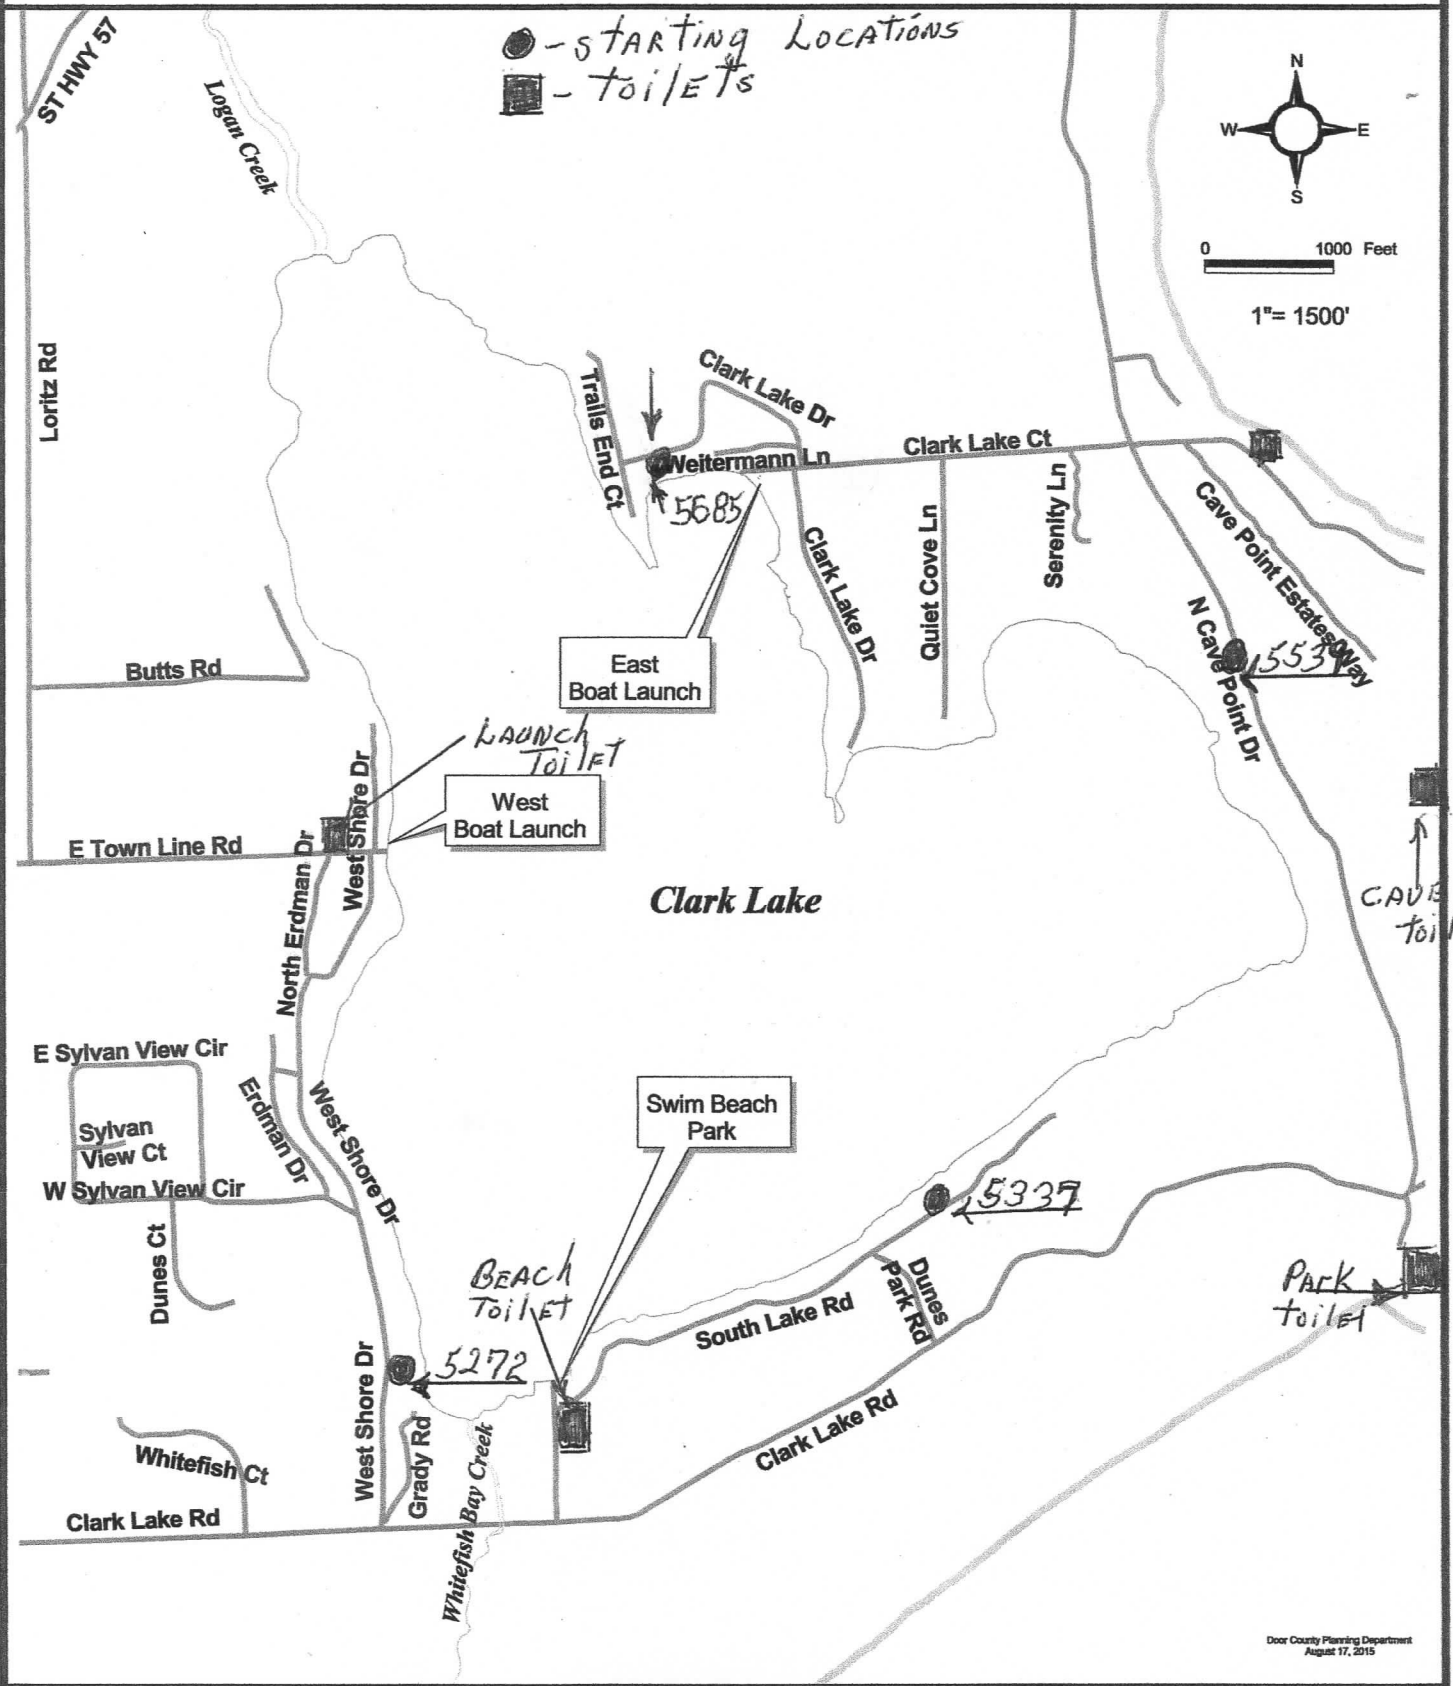 - STARTING LOCATIONS
- TOILETS
ST HWY 57
Logan Creek
N
W E
S
0 1000 Feet
1"= 1500'
Loritz Rd
Trails End Ct
Clark Lake Dr
Weitermann Ln
Clark Lake Ct
5685
Clark Lake Dr
Quiet Cove Ln
Serenity Ln
Cave Point Estates Way
N Cave Point Dr
East
Boat Launch
Butts Rd
LAUNCH
TOILET
West Shore Dr
West
Boat Launch
E Town Line Rd
North Erdman Dr
Clark Lake
E Sylvan View Cir
Sylvan
View Ct
W Sylvan View Cir
Erdman Dr
West Shore Dr
Swim Beach
Park
5337
Dunes Ct
BEACH
TOILET
South Lake Rd
Dunes
Park Rd
PARK
TOILET
5272
West Shore Dr
Grady Rd
Whitefish Bay Creek
Whitefish Ct
Clark Lake Rd
Clark Lake Rd
Door County Planning Department
August 17, 2015